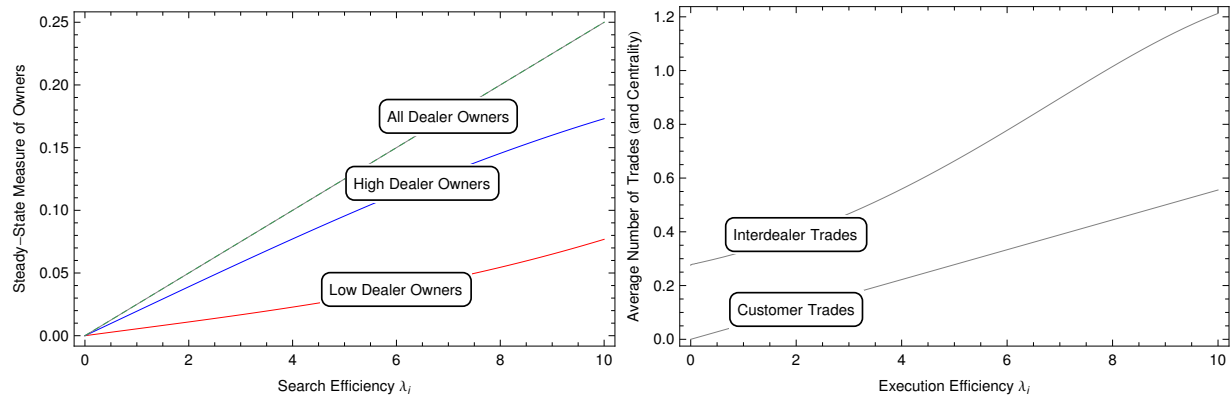 Steady-State Measure of Owners
0.25
0.20
0.15
0.10
0.05
0.00
All Dealer Owners
High Dealer Owners
Low Dealer Owners
0 2 4 6 8 10
Search Efficiency λi
Average Number of Trades (and Centrality)
1.2
1.0
0.8
0.6
0.4
0.2
0.0
Interdealer Trades
Customer Trades
0 2 4 6 8 10
Execution Efficiency λi